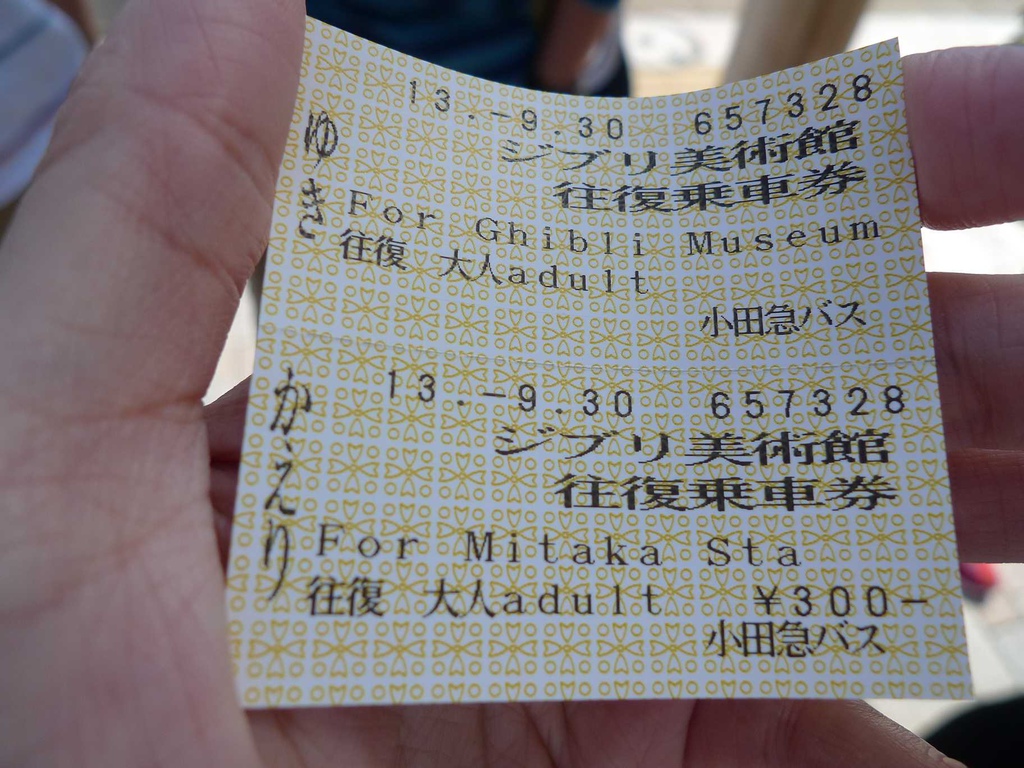 13.-9.30 657328
ゆき
ジブリ美術館
往復乗車券
For Ghibli Museum
往復 大人adult
小田急バス
13.-9.30 657328
かえり
ジブリ美術館
往復乗車券
For Mitaka Sta
往復 大人adult ¥300-
小田急バス